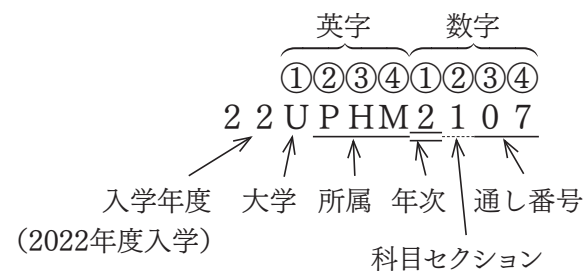 英字 数字
①②③④①②③④
22UPHM2107
入学年度 大学 所属 年次 通し番号
（2022年度入学）
科目セクション